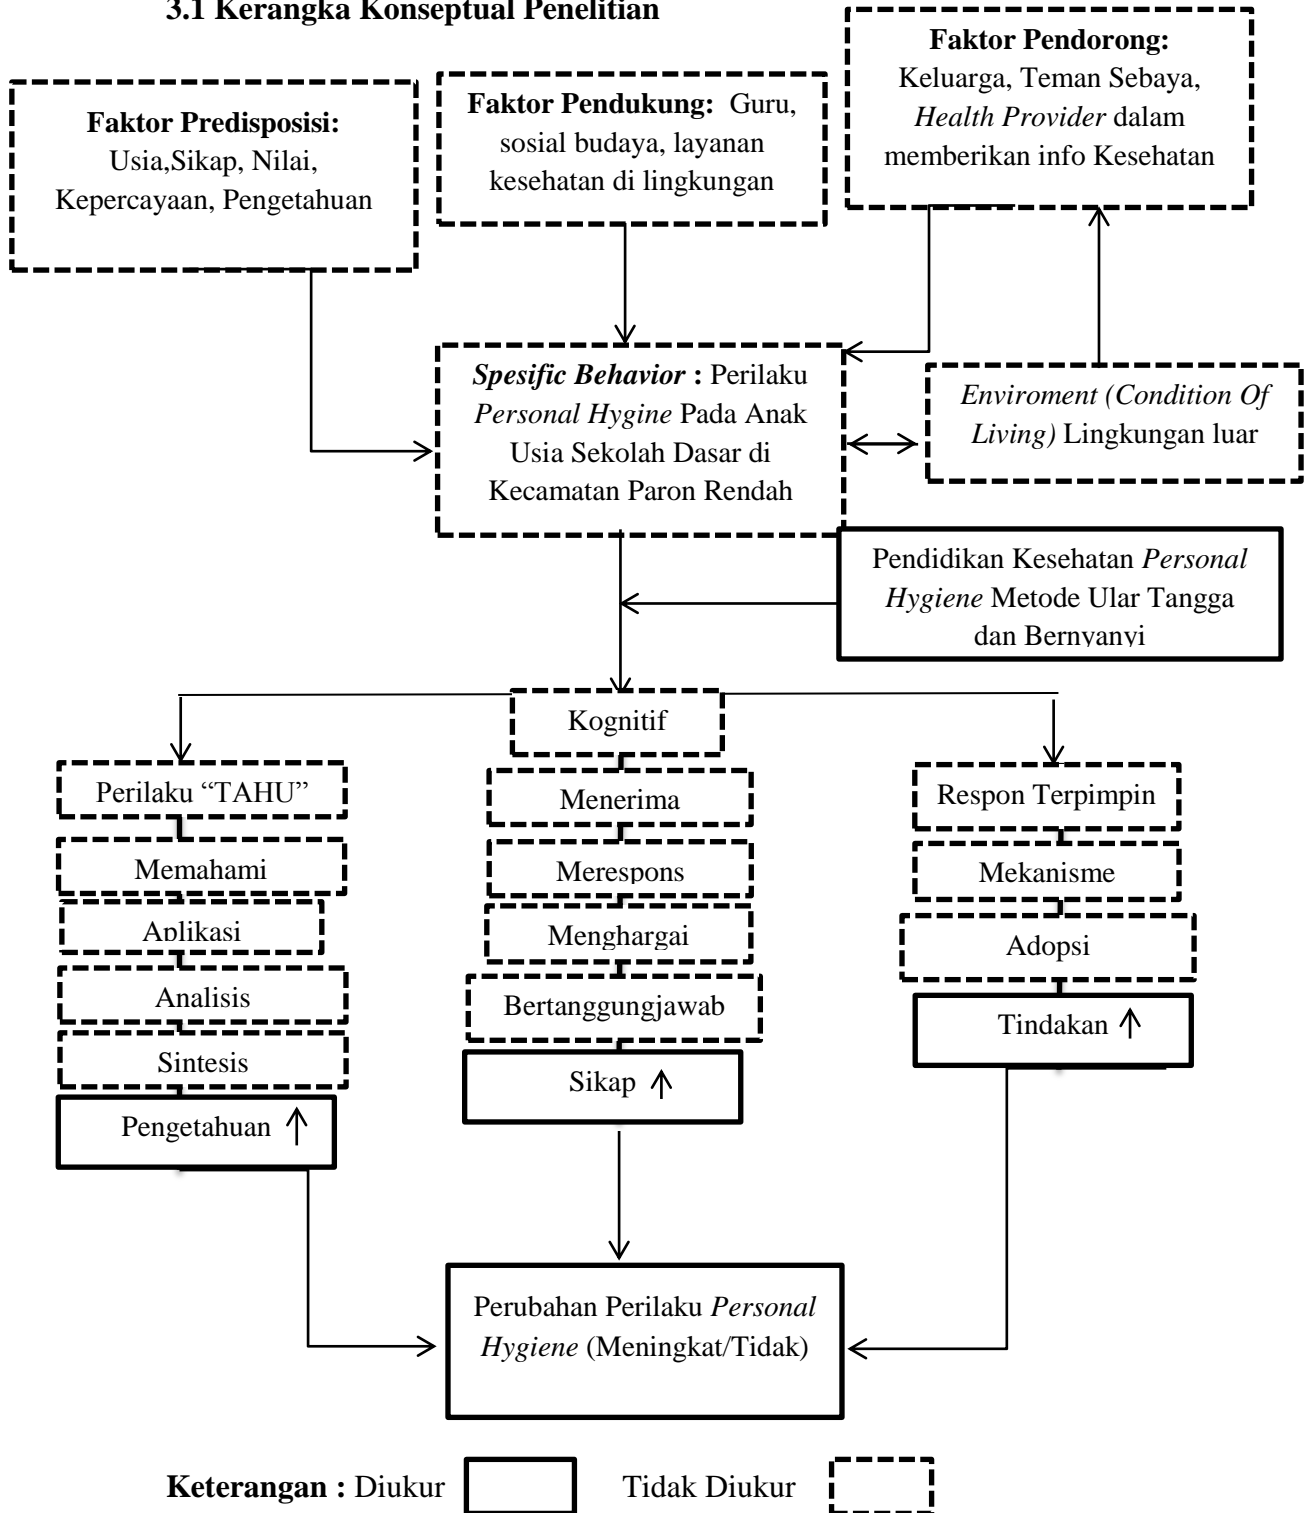 3.1 Kerangka Konseptual Penelitian
Faktor Predisposisi:
Usia,Sikap, Nilai,
Kepercayaan, Pengetahuan
Faktor Pendukung: Guru,
sosial budaya, layanan
kesehatan di lingkungan
Faktor Pendorong:
Keluarga, Teman Sebaya,
Health Provider dalam
memberikan info Kesehatan
Spesific Behavior : Perilaku
Personal Hygine Pada Anak
Usia Sekolah Dasar di
Kecamatan Paron Rendah
Enviroment (Condition Of
Living) Lingkungan luar
Pendidikan Kesehatan Personal
Hygiene Metode Ular Tangga
dan Bernyanyi
Kognitif
Perilaku “TAHU”
Memahami
Aplikasi
Analisis
Sintesis
Pengetahuan
Menerima
Merespons
Menghargai
Bertanggungjawab
Sikap
Respon Terpimpin
Mekanisme
Adopsi
Tindakan
Perubahan Perilaku Personal
Hygiene (Meningkat/Tidak)
Keterangan : Diukur Tidak Diukur